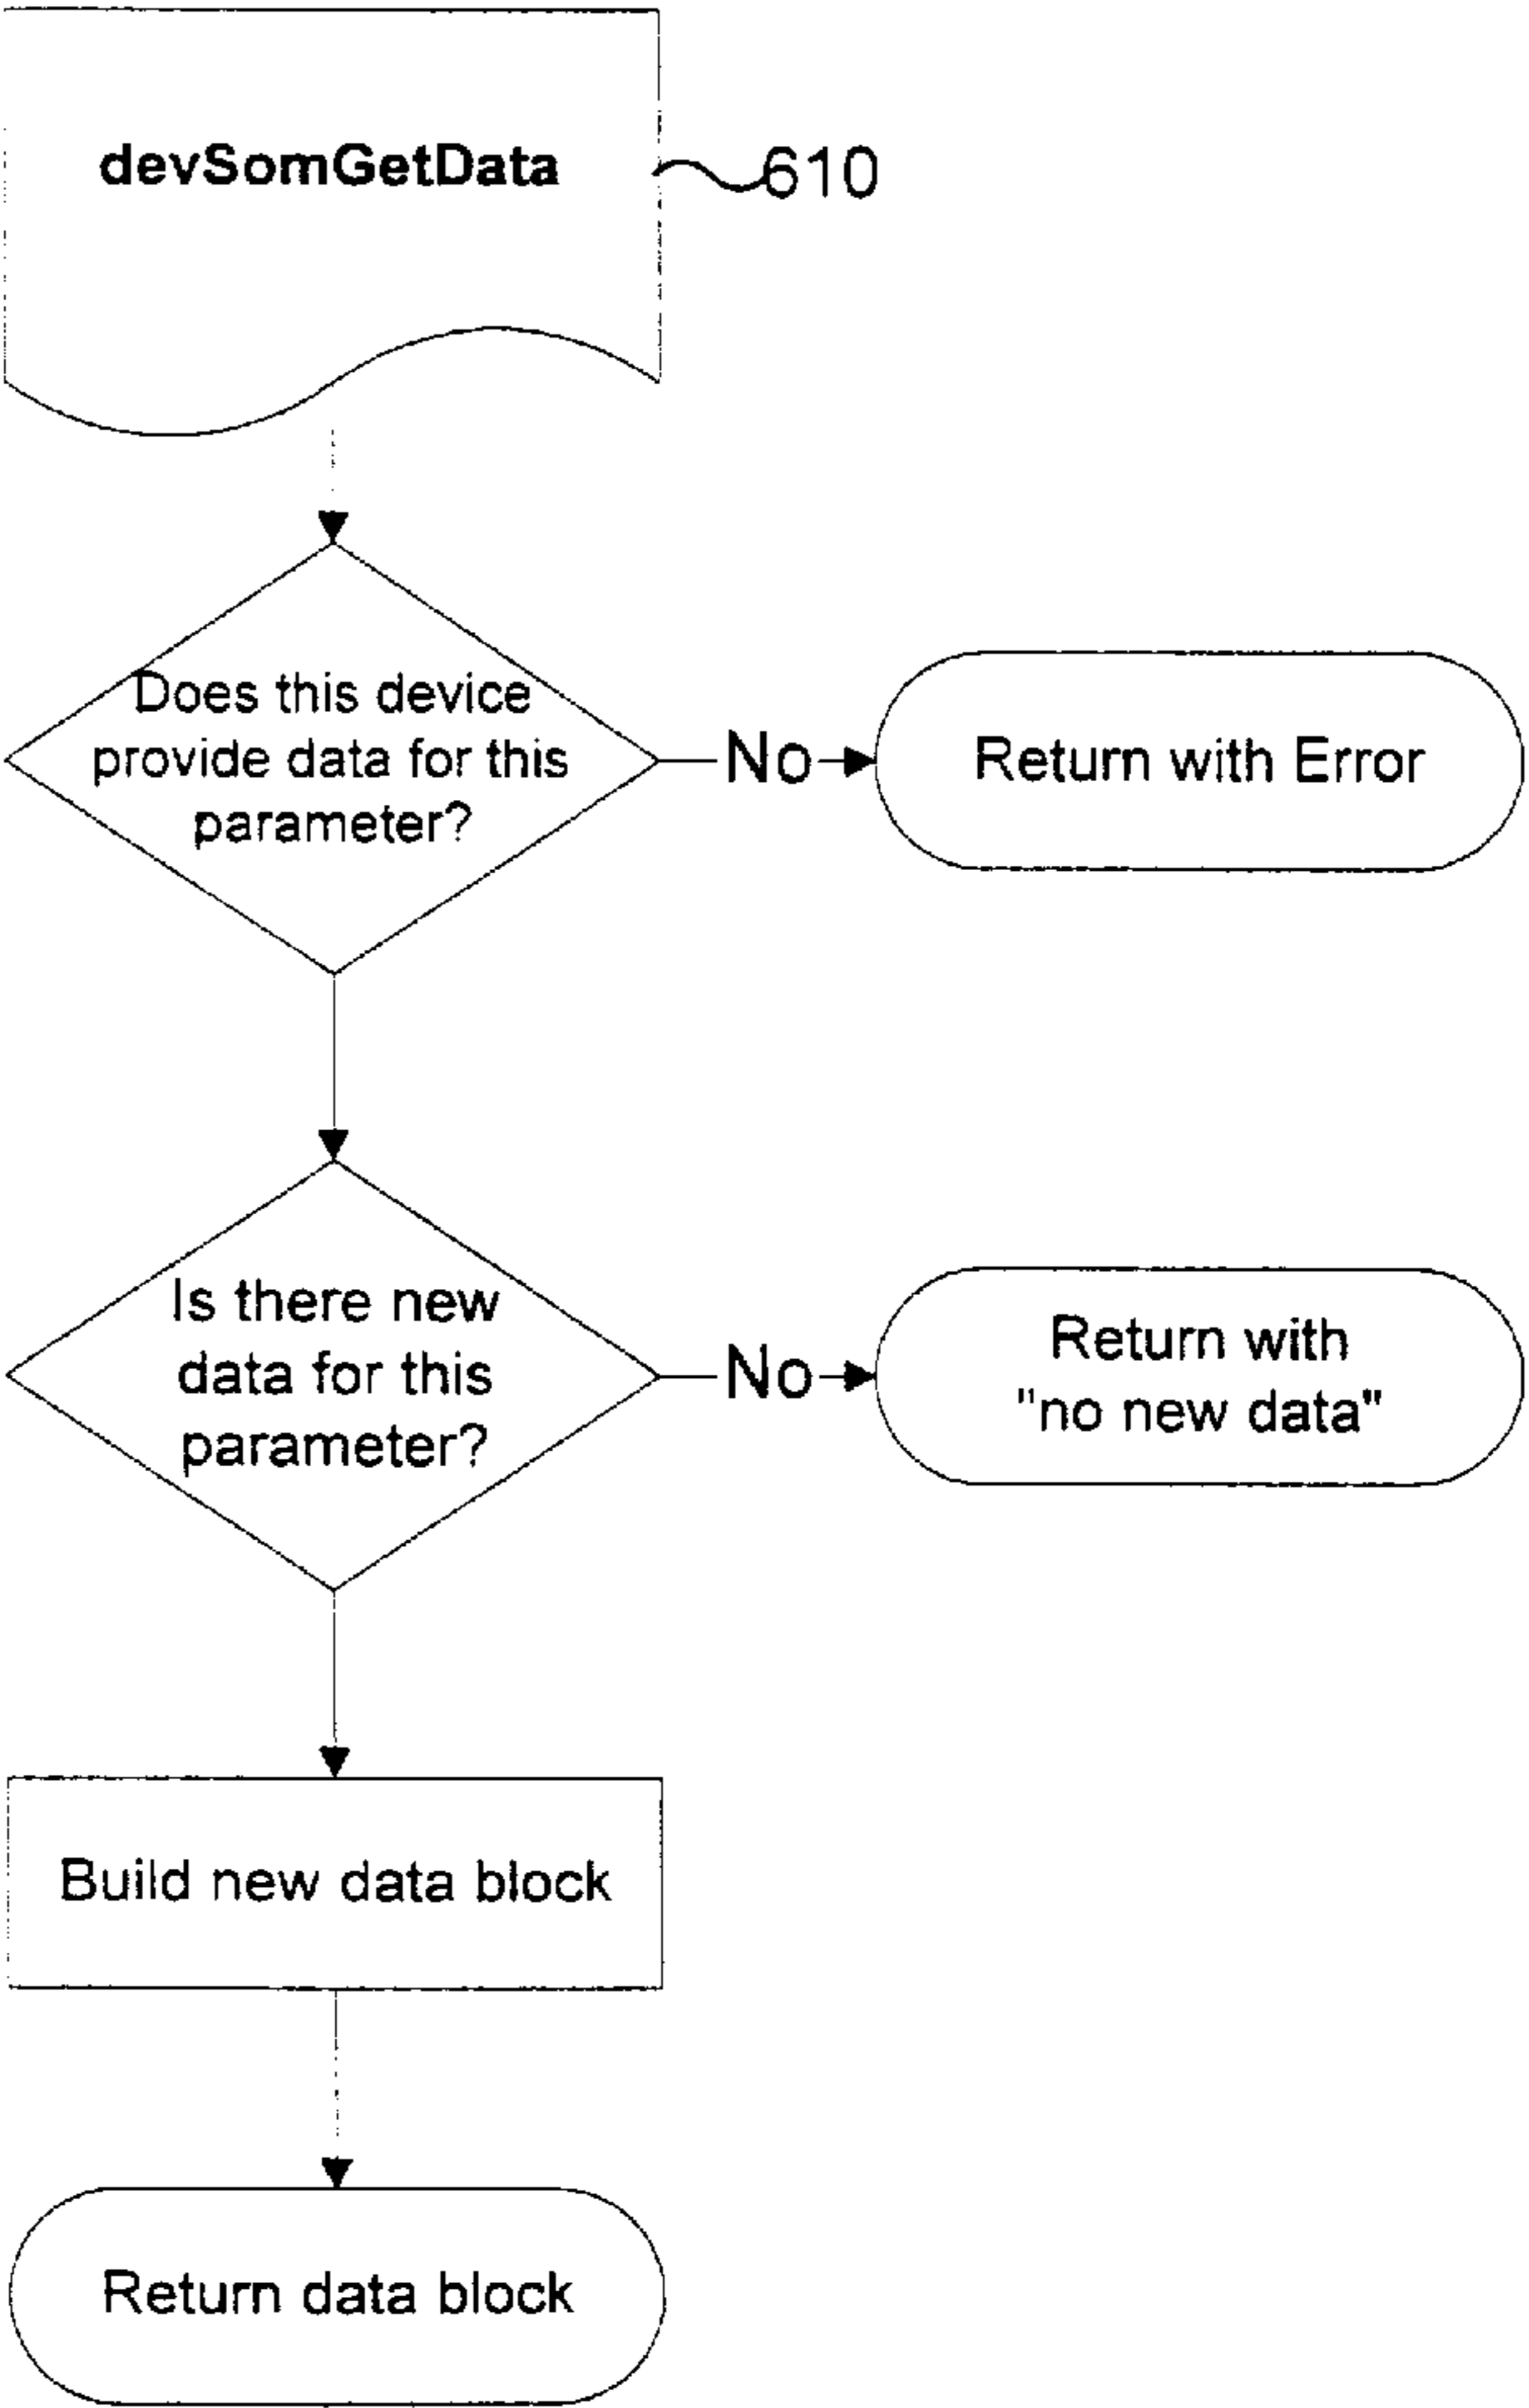 devSomGetData
610
Does this device
provide data for this
parameter?
No
Return with Error
Is there new
data for this
parameter?
No
Return with
"no new data"
Build new data block
Return data block